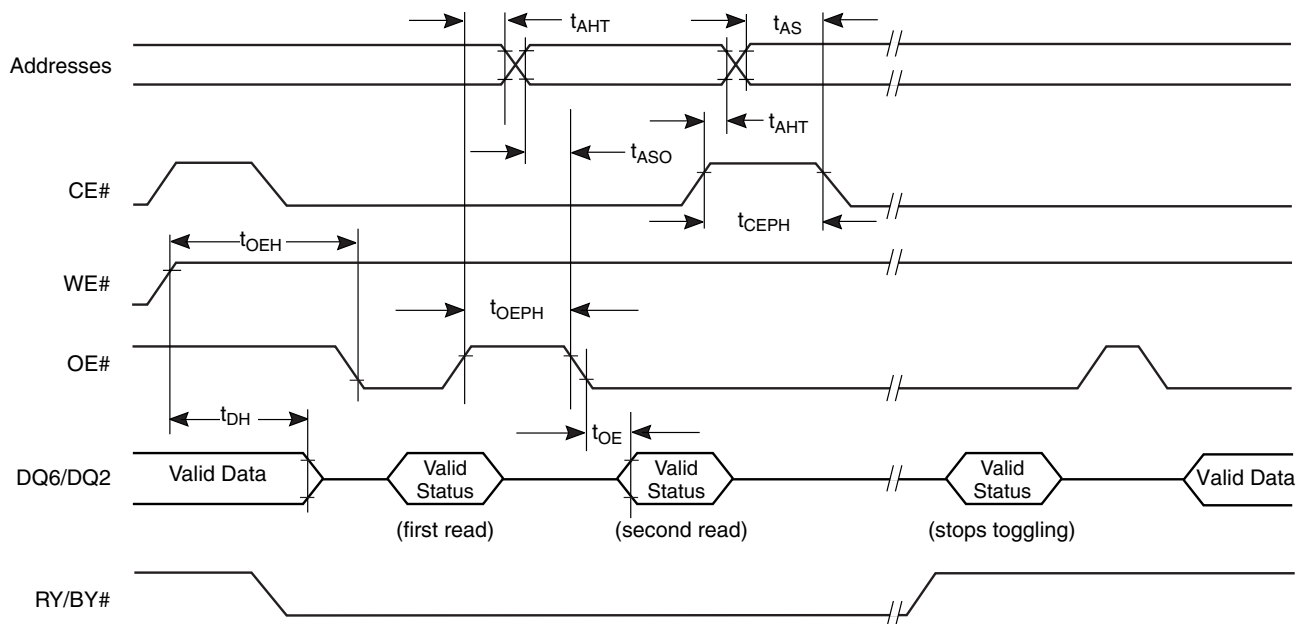 t_AHT
t_AS
Addresses
t_AHT
t_ASO
CE#
t_CEPH
t_OEH
WE#
t_OEPH
OE#
t_DH
t_OE
DQ6/DQ2
Valid Data
Valid
Status
Valid
Status
Valid
Status
Valid Data
(first read)
(second read)
(stops toggling)
RY/BY#